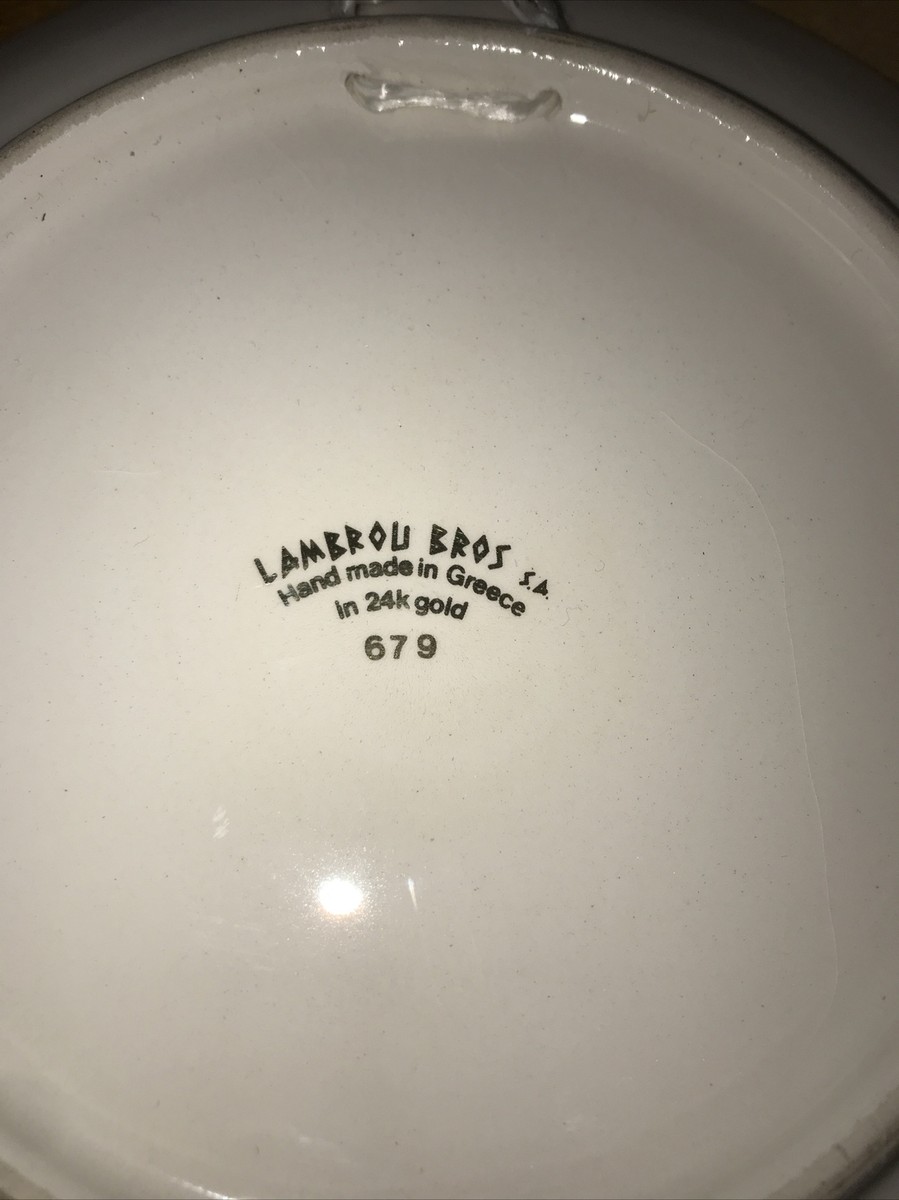 LAMBROU BROS S.A.
Hand made in Greece
in 24k gold
679